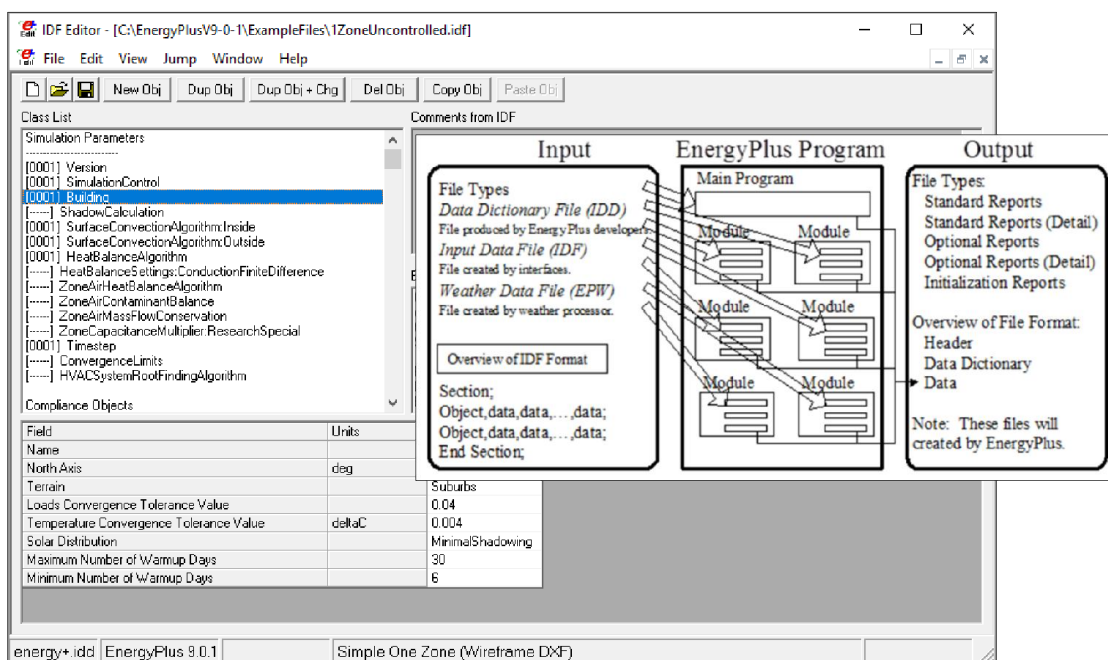 IDF Editor - [C:\EnergyPlusV9-0-1\ExampleFiles\1ZoneUncontrolled.idf]
File Edit View Jump Window Help
New Obj Dup Obj Dup Obj + Chg Del Obj Copy Obj Paste Obj
Class List
Comments from IDF
Simulation Parameters
-------------------------
[0001] Version
[0001] SimulationControl
[0001] Building
[------] ShadowCalculation
[0001] SurfaceConvectionAlgorithm:Inside
[0001] SurfaceConvectionAlgorithm:Outside
[0001] HeatBalanceAlgorithm
[------] HeatBalanceSettings:ConductionFiniteDifference
[------] ZoneAirHeatBalanceAlgorithm
[------] ZoneAirContaminantBalance
[------] ZoneAirMassFlowConservation
[------] ZoneCapacitanceMultiplier:ResearchSpecial
[0001] Timestep
[------] ConvergenceLimits
[------] HVACSystemRootFindingAlgorithm
Compliance Objects
Input
File Types
Data Dictionary File (IDD)
File produced by EnergyPlus developers.
Input Data File (IDF)
File created by interfaces.
Weather Data File (EPW)
File created by weather processor.
Overview of IDF Format
Section;
Object,data,data,...,data;
Object,data,data,...,data;
End Section;
EnergyPlus Program
Main Program
Module Module
Module Module
Module Module
Output
File Types:
Standard Reports
Standard Reports (Detail)
Optional Reports
Optional Reports (Detail)
Initialization Reports
Overview of File Format:
Header
Data Dictionary
Data
Note: These files will
created by EnergyPlus.
Field Units
Name
North Axis deg
Terrain Suburbs
Loads Convergence Tolerance Value 0.04
Temperature Convergence Tolerance Value deltaC 0.004
Solar Distribution MinimalShadowing
Maximum Number of Warmup Days 30
Minimum Number of Warmup Days 6
energy+.idd EnergyPlus 9.0.1 Simple One Zone (Wireframe DXF)